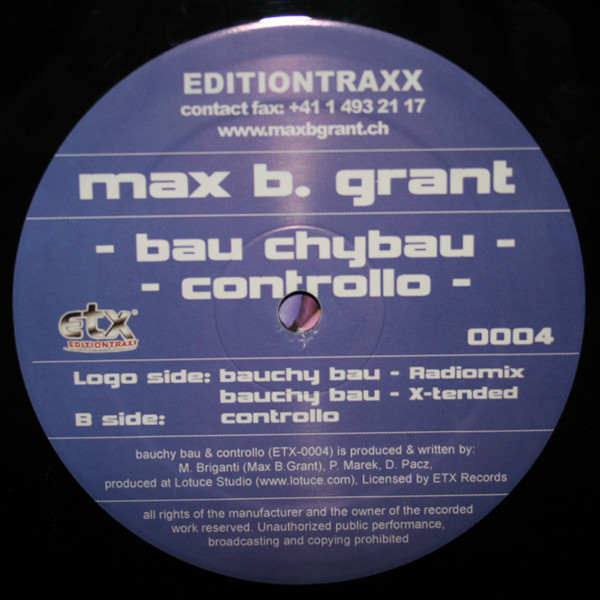 EDITIONTRAXX
contact fax: +41 1 493 21 17
www.maxbgrant.ch
max b. grant
- bau chybau -
- controllo -
etx®
EDITIONTRAXX
0004
Logo side: bauchy bau - Radiomix
bauchy bau - X-tended
B side: controllo
bauchy bau & controllo (ETX-0004) is produced & written by:
M. Briganti (Max B.Grant), P. Marek, D. Pacz,
produced at Lotuce Studio (www.lotuce.com), Licensed by ETX Records
all rights of the manufacturer and the owner of the recorded
work reserved. Unauthorized public performance,
broadcasting and copying prohibited